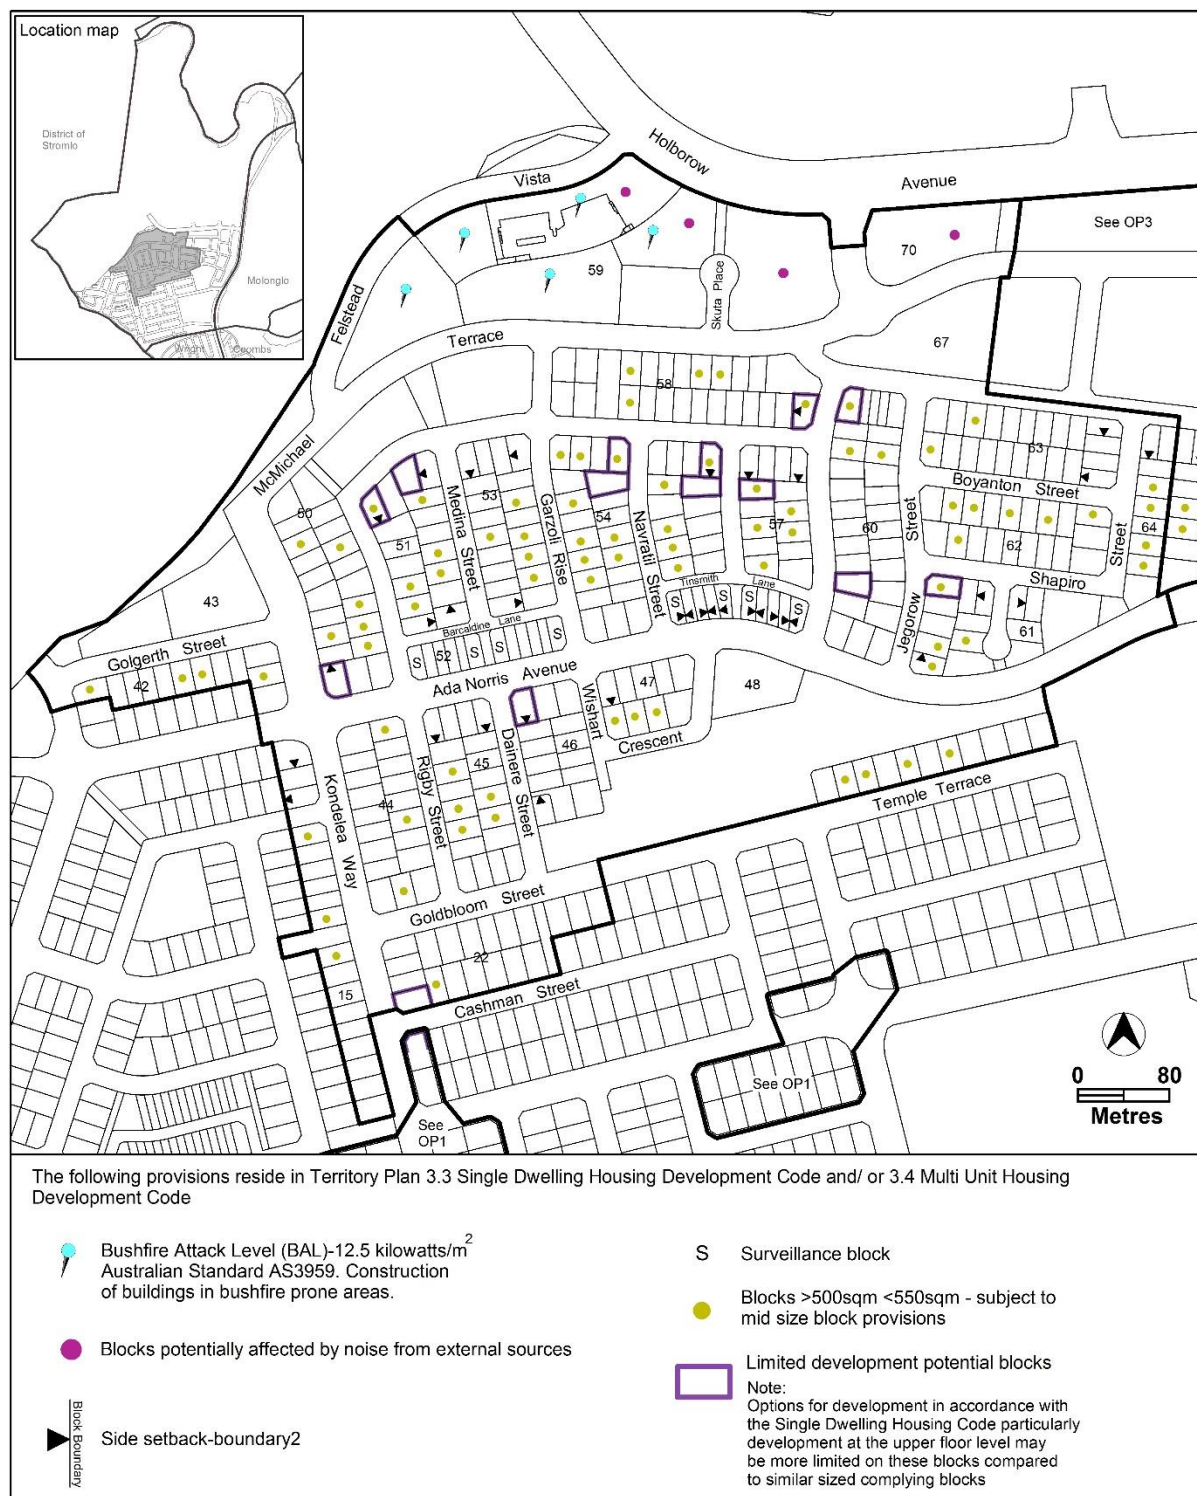 Location map
District of
Stromlo
Molonglo
Wright
Coombs
Holborow
Avenue
Vista
See OP3
70
59
Skuta Place
Felstead
Terrace
67
58
McMichael
63
Boyanton Street
50
53
Medina Street
Garzoli Rise
54
Navratil Street
57
60
Street
51
64
62
Street
Shapiro
Tinsmith Lane
43
S
S
S
S
Barcaldine Lane
Jegorow
61
Golgerth Street
S
52
S
S
S
42
Ada Norris Avenue
47
48
Wishart
Crescent
46
45
Dainere Street
Rigby Street
44
Kondelea Way
Temple Terrace
Goldbloom Street
22
15
Cashman Street
See OP1
See
OP1
0 80
Metres
The following provisions reside in Territory Plan 3.3 Single Dwelling Housing Development Code and/ or 3.4 Multi Unit Housing
Development Code
Bushfire Attack Level (BAL)-12.5 kilowatts/m2
Australian Standard AS3959. Construction
of buildings in bushfire prone areas.
Blocks potentially affected by noise from external sources
Block Boundary
Side setback-boundary2
S Surveillance block
Blocks >500sqm <550sqm - subject to
mid size block provisions
Limited development potential blocks
Note:
Options for development in accordance with
the Single Dwelling Housing Code particularly
development at the upper floor level may
be more limited on these blocks compared
to similar sized complying blocks